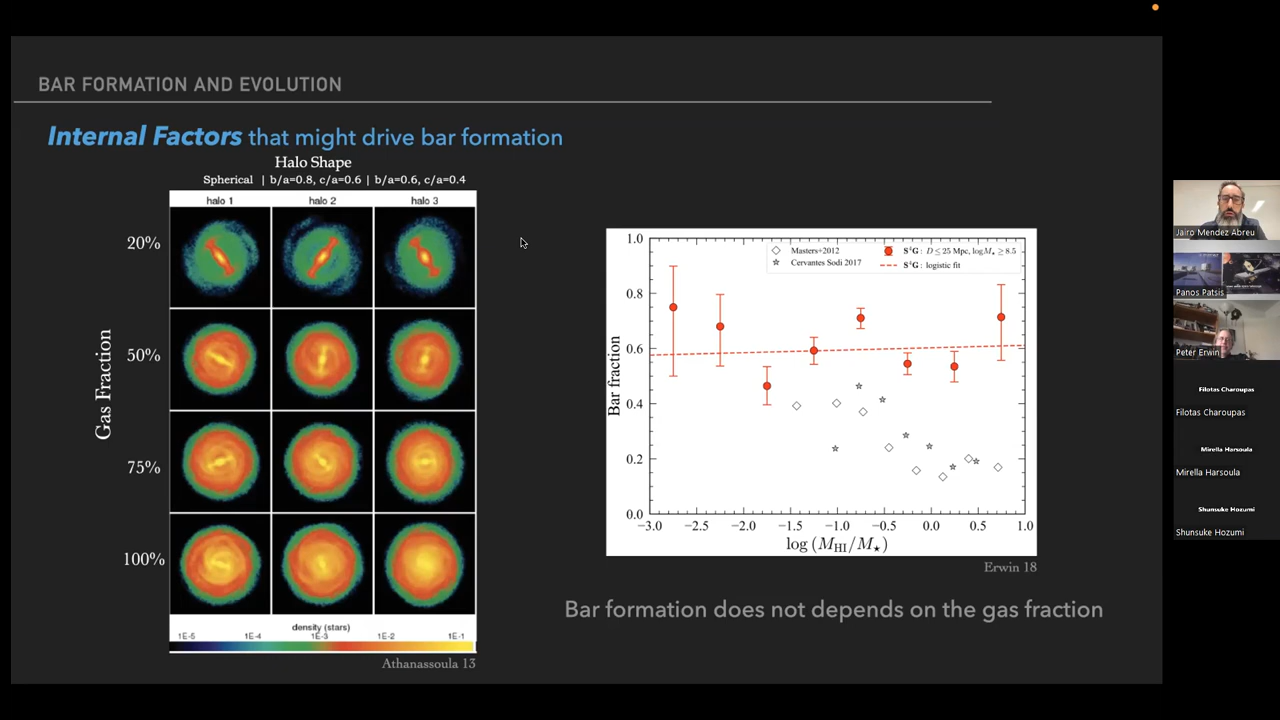 BAR FORMATION AND EVOLUTION
Internal Factors that might drive bar formation
Halo Shape
Spherical | b/a=0.8, c/a=0.6 | b/a=0.6, c/a=0.4
halo 1 halo 2 halo 3
Gas Fraction
20%
50%
75%
100%
density (stars)
1E-5 1E-4 1E-3 1E-2 1E-1
Athanassoula 13
Bar fraction
1.0
0.8
0.6
0.4
0.2
0.0
Masters+2012
Cervantes Sodi 2017
S⁴G: D ≤ 25 Mpc, log M⋆ ≥ 8.5
S⁴G: logistic fit
−3.0 −2.5 −2.0 −1.5 −1.0 −0.5 0.0 0.5 1.0
log (M_HI/M⋆)
Erwin 18
Bar formation does not depends on the gas fraction
Jairo Mendez Abreu
Panos Patsis
Peter Erwin
Filotas Charoupas
Filotas Charoupas
Mirella Harsoula
Mirella Harsoula
Shunsuke Hozumi
Shunsuke Hozumi